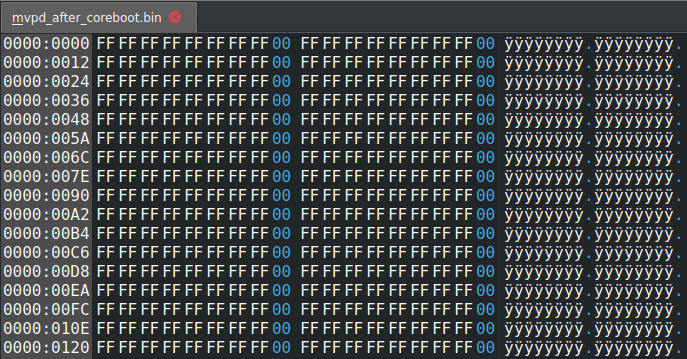 mvpd_after_coreboot.bin
0000:0000 FF FF FF FF FF FF FF FF 00 FF FF FF FF FF FF FF FF 00 ÿÿÿÿÿÿÿÿ.ÿÿÿÿÿÿÿÿ.
0000:0012 FF FF FF FF FF FF FF FF 00 FF FF FF FF FF FF FF FF 00 ÿÿÿÿÿÿÿÿ.ÿÿÿÿÿÿÿÿ.
0000:0024 FF FF FF FF FF FF FF FF 00 FF FF FF FF FF FF FF FF 00 ÿÿÿÿÿÿÿÿ.ÿÿÿÿÿÿÿÿ.
0000:0036 FF FF FF FF FF FF FF FF 00 FF FF FF FF FF FF FF FF 00 ÿÿÿÿÿÿÿÿ.ÿÿÿÿÿÿÿÿ.
0000:0048 FF FF FF FF FF FF FF FF 00 FF FF FF FF FF FF FF FF 00 ÿÿÿÿÿÿÿÿ.ÿÿÿÿÿÿÿÿ.
0000:005A FF FF FF FF FF FF FF FF 00 FF FF FF FF FF FF FF FF 00 ÿÿÿÿÿÿÿÿ.ÿÿÿÿÿÿÿÿ.
0000:006C FF FF FF FF FF FF FF FF 00 FF FF FF FF FF FF FF FF 00 ÿÿÿÿÿÿÿÿ.ÿÿÿÿÿÿÿÿ.
0000:007E FF FF FF FF FF FF FF FF 00 FF FF FF FF FF FF FF FF 00 ÿÿÿÿÿÿÿÿ.ÿÿÿÿÿÿÿÿ.
0000:0090 FF FF FF FF FF FF FF FF 00 FF FF FF FF FF FF FF FF 00 ÿÿÿÿÿÿÿÿ.ÿÿÿÿÿÿÿÿ.
0000:00A2 FF FF FF FF FF FF FF FF 00 FF FF FF FF FF FF FF FF 00 ÿÿÿÿÿÿÿÿ.ÿÿÿÿÿÿÿÿ.
0000:00B4 FF FF FF FF FF FF FF FF 00 FF FF FF FF FF FF FF FF 00 ÿÿÿÿÿÿÿÿ.ÿÿÿÿÿÿÿÿ.
0000:00C6 FF FF FF FF FF FF FF FF 00 FF FF FF FF FF FF FF FF 00 ÿÿÿÿÿÿÿÿ.ÿÿÿÿÿÿÿÿ.
0000:00D8 FF FF FF FF FF FF FF FF 00 FF FF FF FF FF FF FF FF 00 ÿÿÿÿÿÿÿÿ.ÿÿÿÿÿÿÿÿ.
0000:00EA FF FF FF FF FF FF FF FF 00 FF FF FF FF FF FF FF FF 00 ÿÿÿÿÿÿÿÿ.ÿÿÿÿÿÿÿÿ.
0000:00FC FF FF FF FF FF FF FF FF 00 FF FF FF FF FF FF FF FF 00 ÿÿÿÿÿÿÿÿ.ÿÿÿÿÿÿÿÿ.
0000:010E FF FF FF FF FF FF FF FF 00 FF FF FF FF FF FF FF FF 00 ÿÿÿÿÿÿÿÿ.ÿÿÿÿÿÿÿÿ.
0000:0120 FF FF FF FF FF FF FF FF 00 FF FF FF FF FF FF FF FF 00 ÿÿÿÿÿÿÿÿ.ÿÿÿÿÿÿÿÿ.